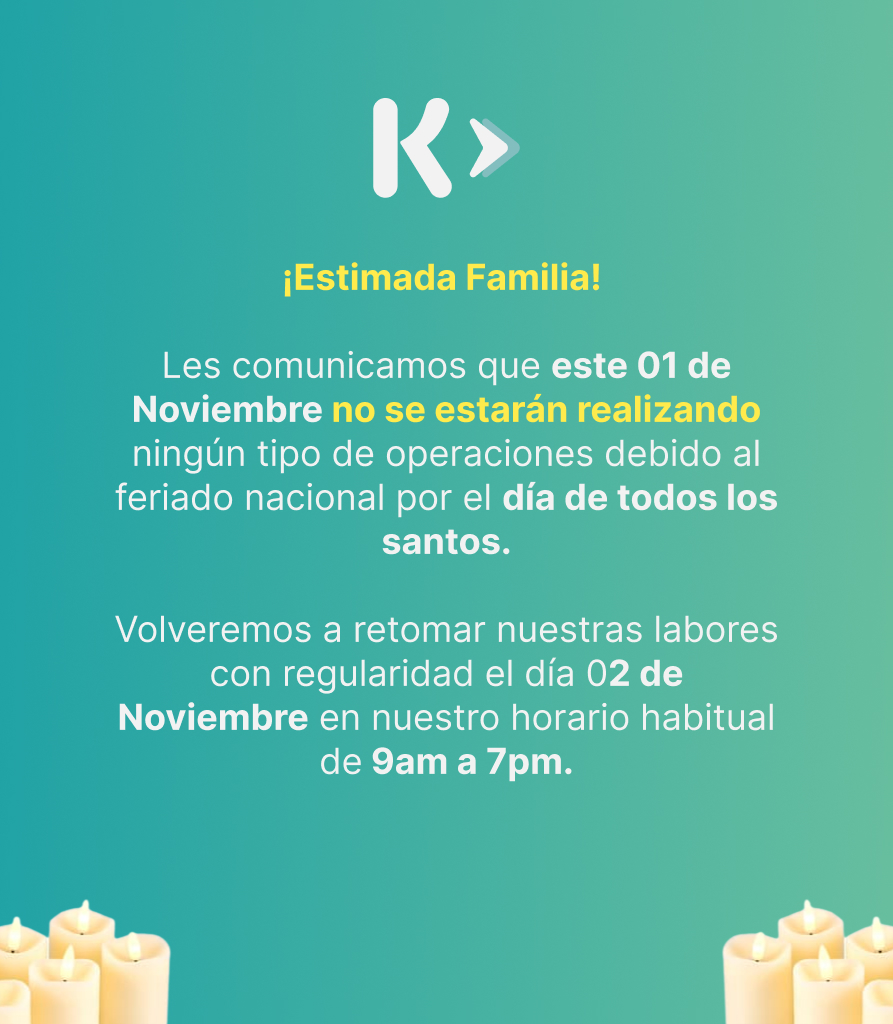 K
¡Estimada Familia!
Les comunicamos que este 01 de
Noviembre no se estarán realizando
ningún tipo de operaciones debido al
feriado nacional por el día de todos los
santos.
Volveremos a retomar nuestras labores
con regularidad el día 02 de
Noviembre en nuestro horario habitual
de 9am a 7pm.